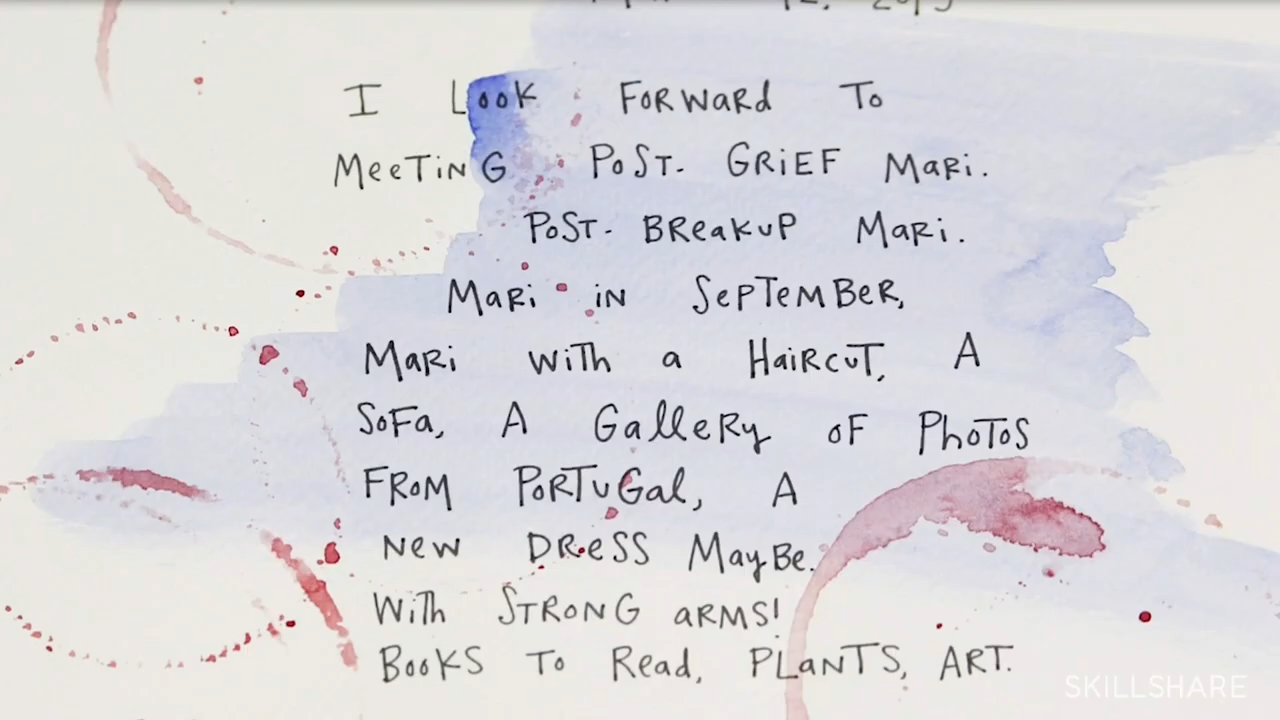 I Look Forward To
Meeting Post-Grief Mari.
Post-Breakup Mari.
Mari in September,
Mari with a Haircut, A
Sofa, A Gallery of Photos
From Portugal, A
New Dress Maybe.
With Strong arms!
Books To Read, Plants, Art.
SKILLSHARE